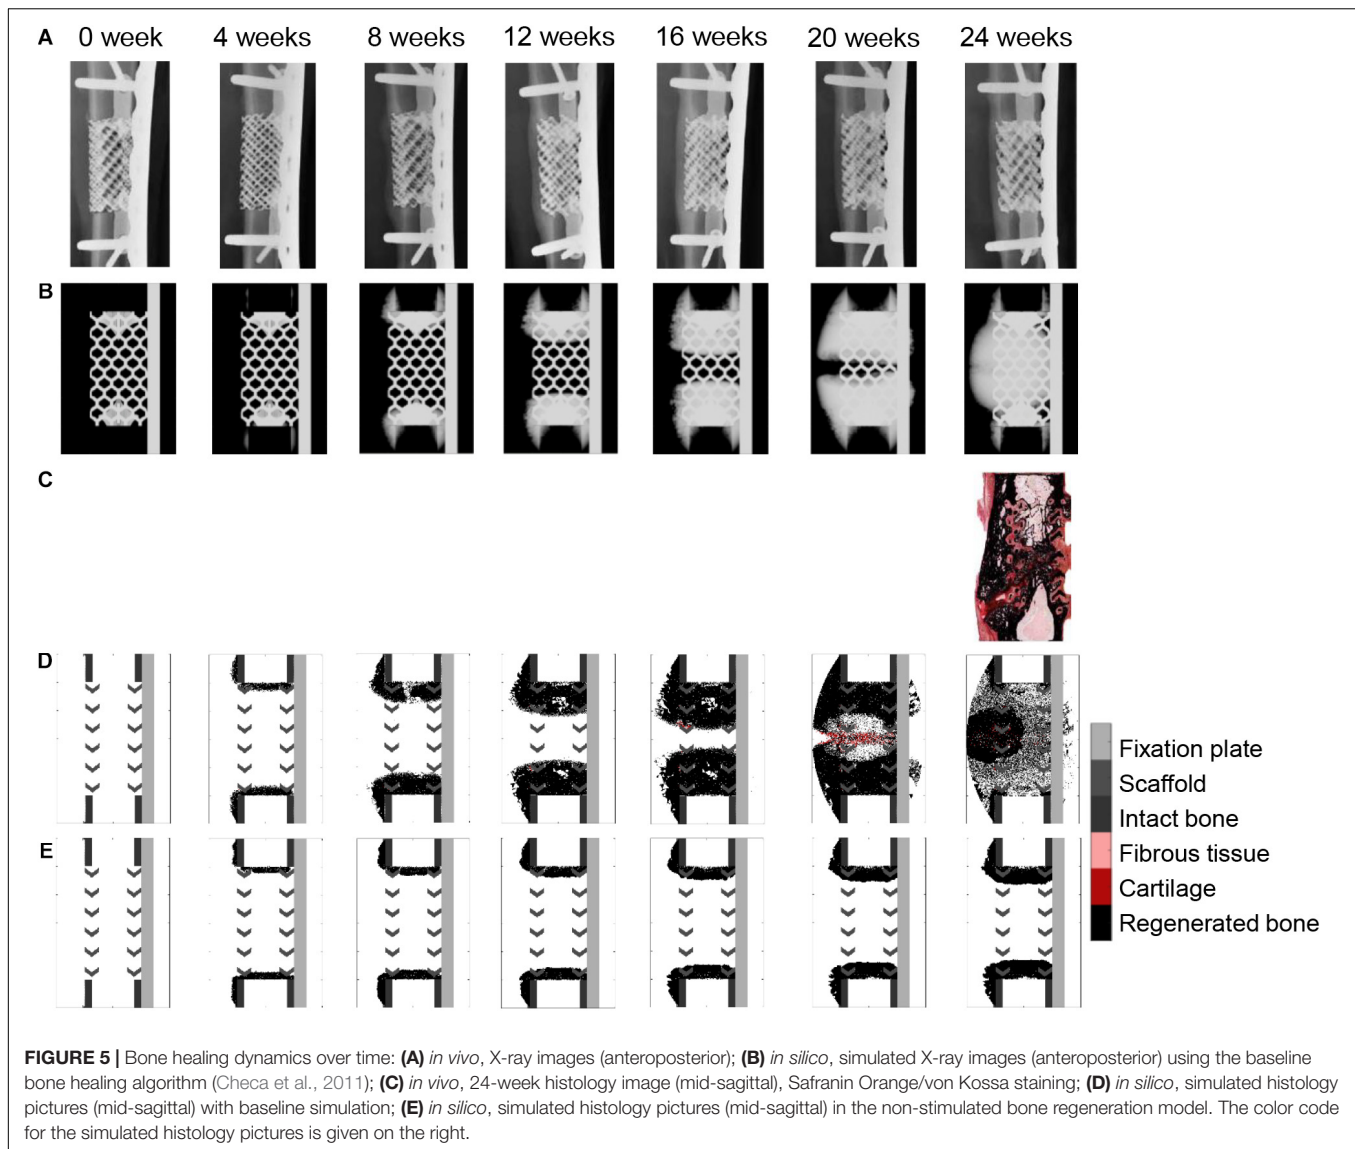 A 0 week 4 weeks 8 weeks 12 weeks 16 weeks 20 weeks 24 weeks
B
C
D
Fixation plate
Scaffold
Intact bone
Fibrous tissue
Cartilage
Regenerated bone
E
FIGURE 5 | Bone healing dynamics over time: (A) in vivo, X-ray images (anteroposterior); (B) in silico, simulated X-ray images (anteroposterior) using the baseline
bone healing algorithm (Checa et al., 2011); (C) in vivo, 24-week histology image (mid-sagittal), Safranin Orange/von Kossa staining; (D) in silico, simulated histology
pictures (mid-sagittal) with baseline simulation; (E) in silico, simulated histology pictures (mid-sagittal) in the non-stimulated bone regeneration model. The color code
for the simulated histology pictures is given on the right.